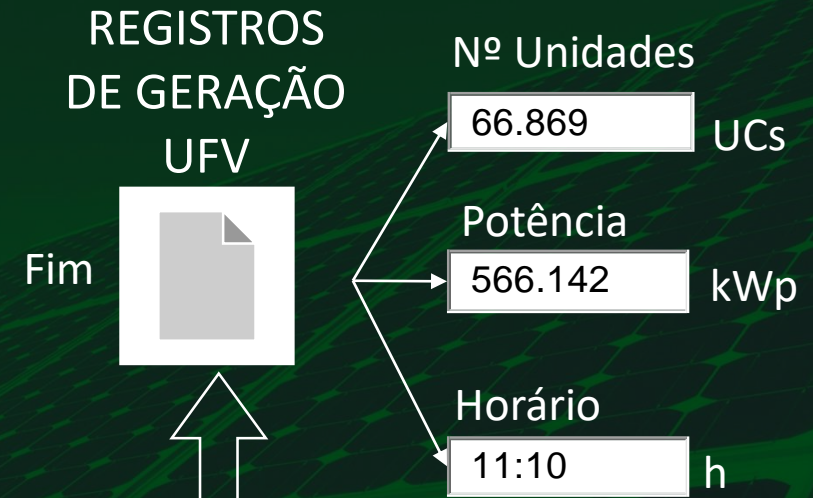 REGISTROS
DE GERAÇÃO
UFV
Fim
Nº Unidades
66.869 UCs
Potência
566.142 kWp
Horário
11:10 h